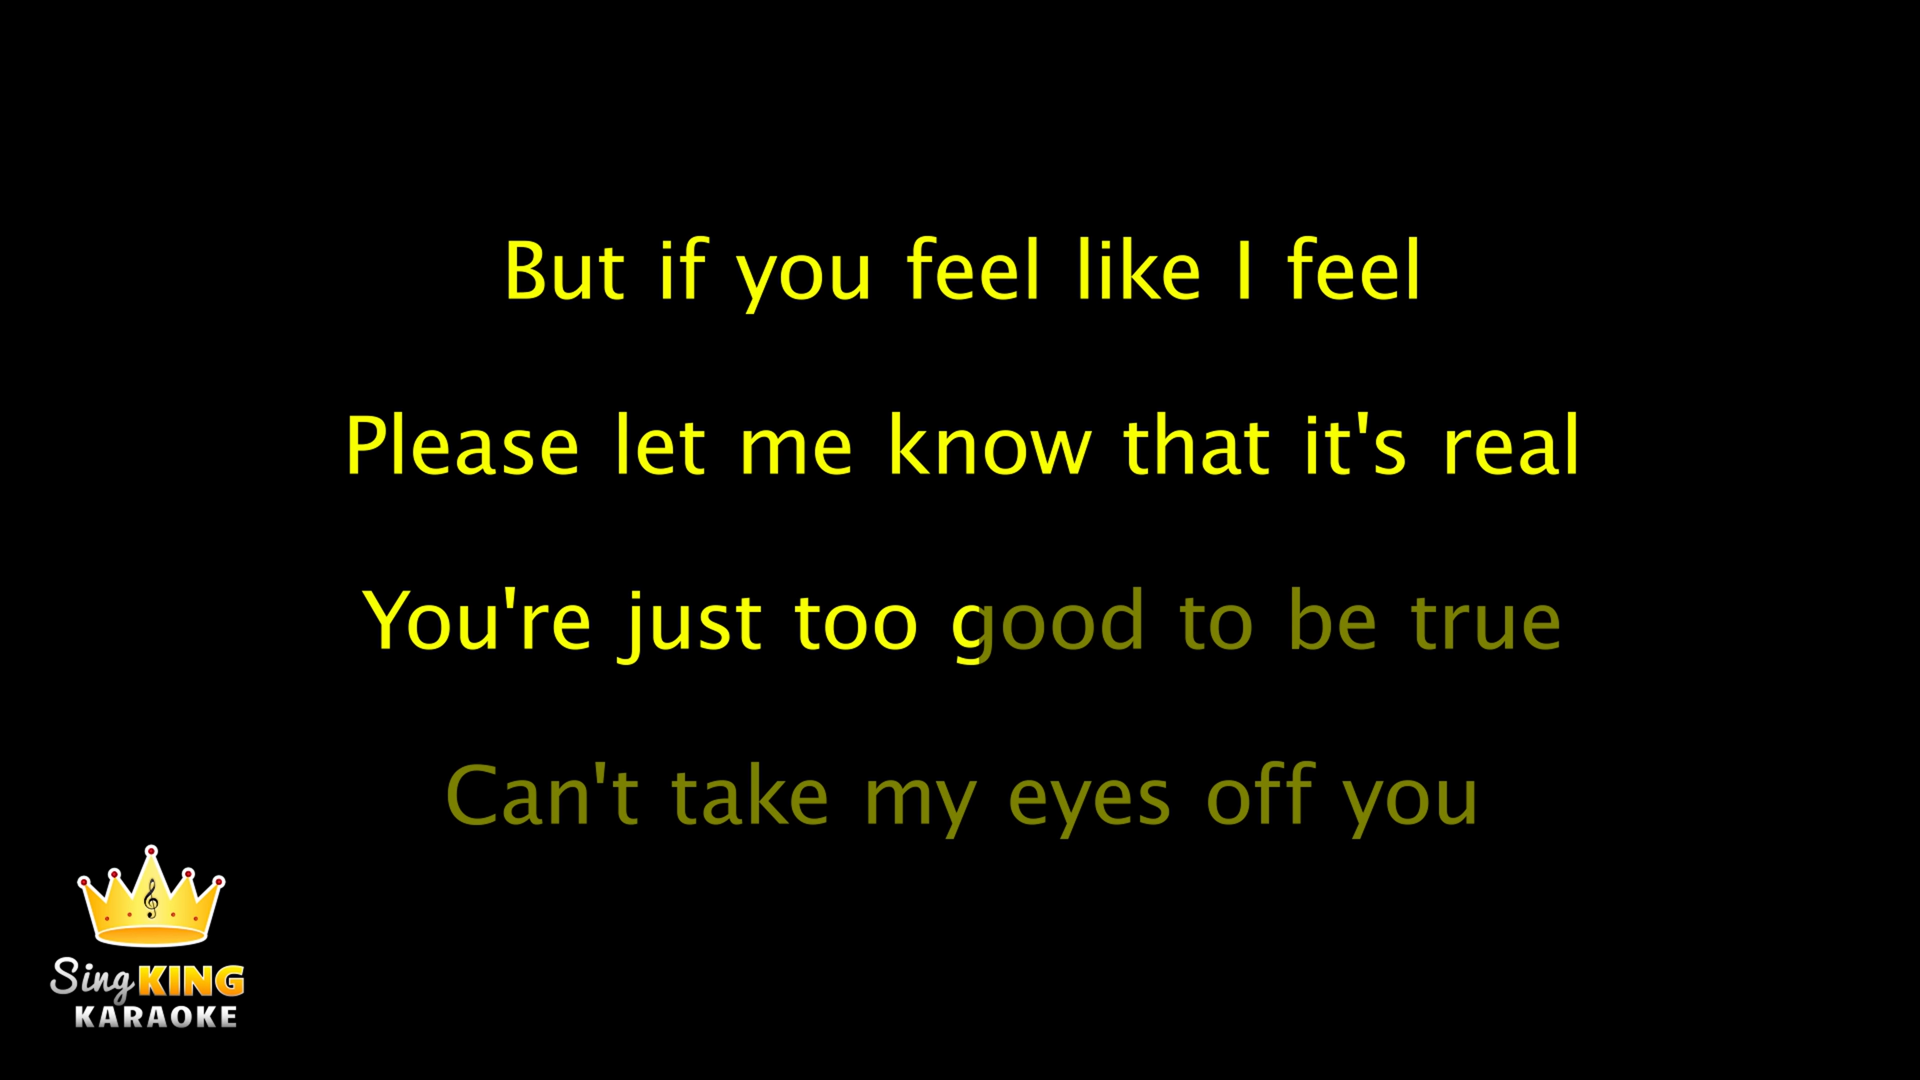 But if you feel like I feel
Please let me know that it's real
You're just too good to be true
Can't take my eyes off you
Sing KING
KARAOKE